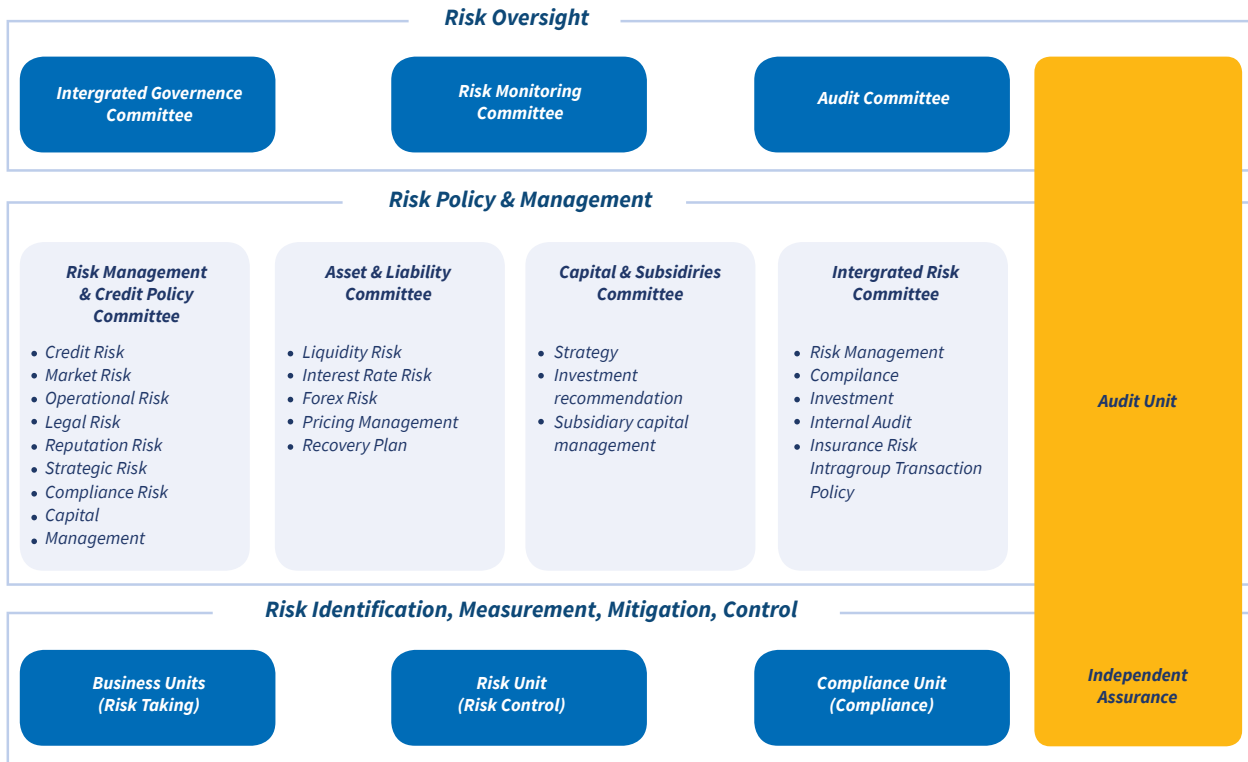 Risk Oversight
Intergrated Governence
Committee
Risk Monitoring
Committee
Audit Committee
Risk Policy & Management
Risk Management
& Credit Policy
Committee
• Credit Risk
• Market Risk
• Operational Risk
• Legal Risk
• Reputation Risk
• Strategic Risk
• Compliance Risk
• Capital
• Management
Asset & Liability
Committee
• Liquidity Risk
• Interest Rate Risk
• Forex Risk
• Pricing Management
• Recovery Plan
Capital & Subsidiries
Committee
• Strategy
• Investment
recommendation
• Subsidiary capital
management
Intergrated Risk
Committee
• Risk Management
• Compilance
• Investment
• Internal Audit
• Insurance Risk
Intragroup Transaction
Policy
Audit Unit
Risk Identification, Measurement, Mitigation, Control
Business Units
(Risk Taking)
Risk Unit
(Risk Control)
Compliance Unit
(Compliance)
Independent
Assurance